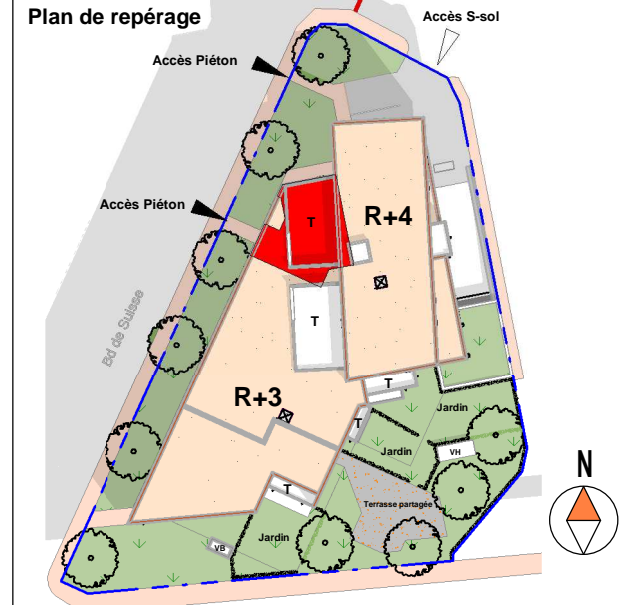 Plan de repérage
Accès S-sol
Accès Piéton
Accès Piéton
T
R+4
Bd de Suisse
T
R+3
T
Jardin
T
Jardin
VH
N
T
Terrasse partagée
Jardin
VB